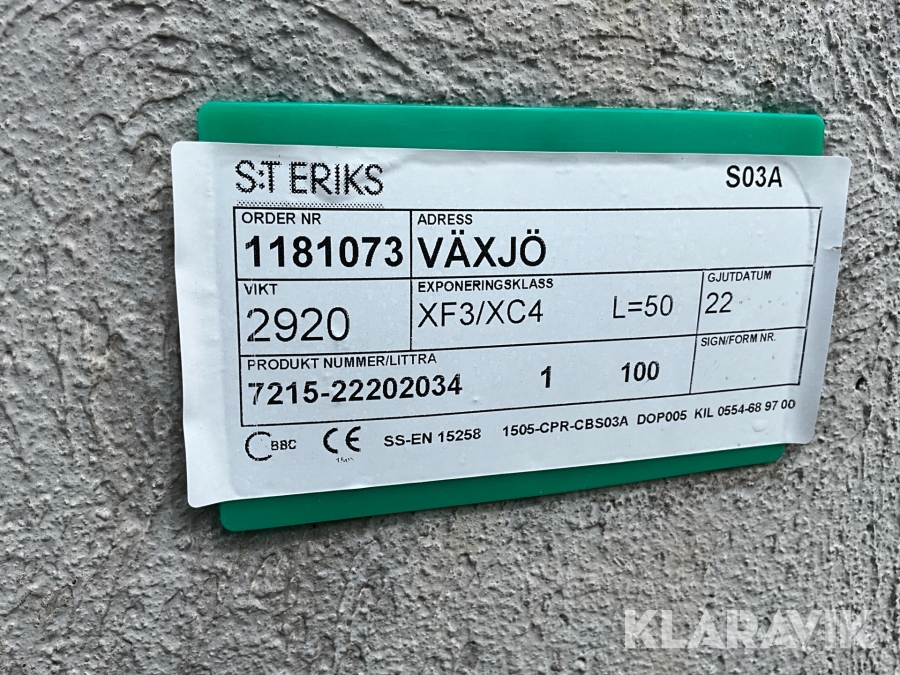 S:T ERIKS
S03A
ORDER NR
1181073
ADRESS
VÄXJÖ
VIKT
2920
EXPONERINGSKLASS
XF3/XC4 L=50
GJUTDATUM
22
PRODUKT NUMMER/LITTRA
7215-22202034 1 100
SIGN/FORM NR.
BBC CE SS-EN 15258 1505-CPR-CBS03A DOP005 KIL 0554-68 97 00
KLARAVIK